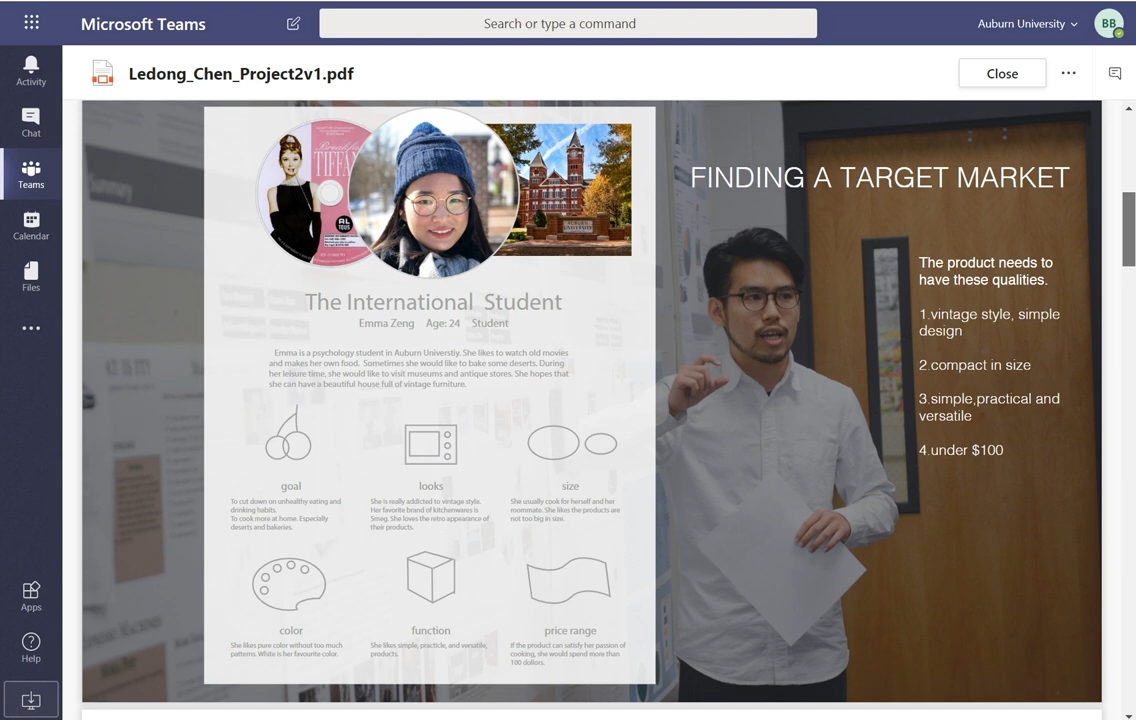 Microsoft Teams
Search or type a command
Auburn University
BB
Activity
Chat
Teams
Calendar
Files
Apps
Help
Ledong_Chen_Project2v1.pdf
Close
Breakfast
TIFFA
AUBURN
UNIVERSITY
The International Student
Emma Zeng Age: 24 Student
Emma is a psychology student in Auburn Universtiy. She likes to watch old movies
and makes her own food. Sometimes she would like to bake some deserts. During
her leisure time, she would like to visit museums and antique stores. She hopes that
she can have a beautiful house full of vintage furniture.
goal
To cut down on unhealthy eating and
drinking habits.
To cook more at home. Especially
deserts and bakeries.
looks
She is really addicted to vintage style.
Her favorite brand of kitchenwares is
Smeg. She loves the retro appearance of
their products.
size
She usually cook for herself and her
roommate. She likes the products are
not too big in size.
color
She likes pure color without too much
patterns. White is her favourite color.
function
She likes simple, practicle, and versatile,
products.
price range
If the product can satisfy her passion of
cooking, she would spend more than
100 dollors.
FINDING A TARGET MARKET
The product needs to
have these qualities.
1.vintage style, simple
design
2.compact in size
3.simple,practical and
versatile
4.under $100